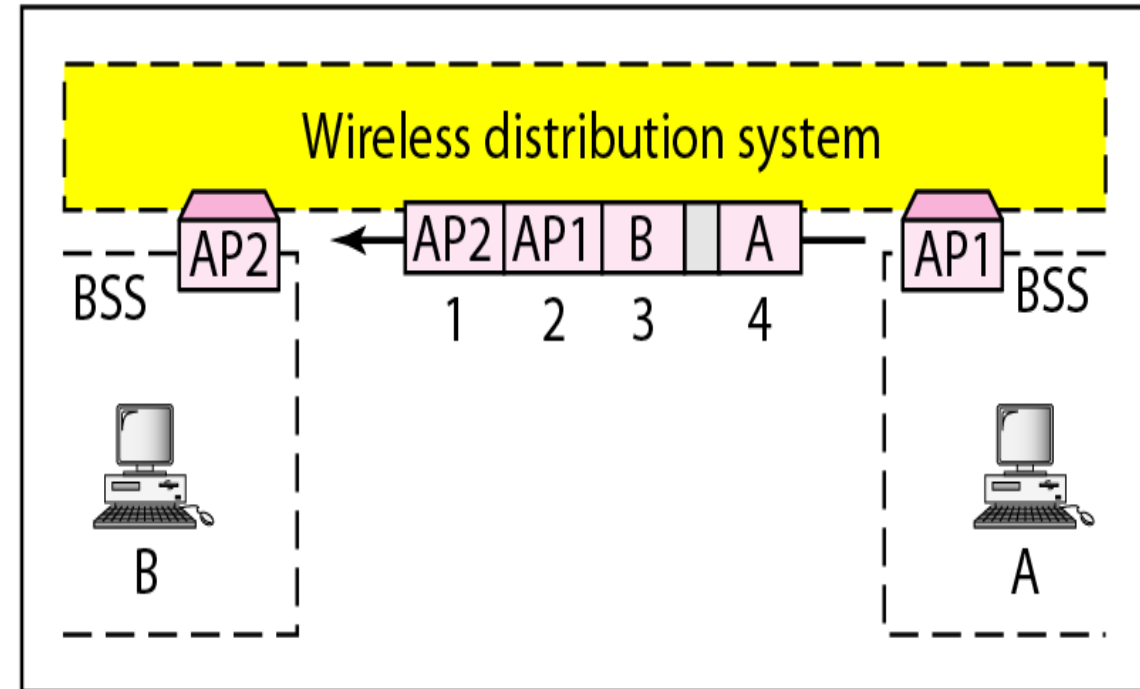 Wireless distribution system
AP2 AP2 AP1 B A AP1
BSS 1 2 3 4 BSS
B A